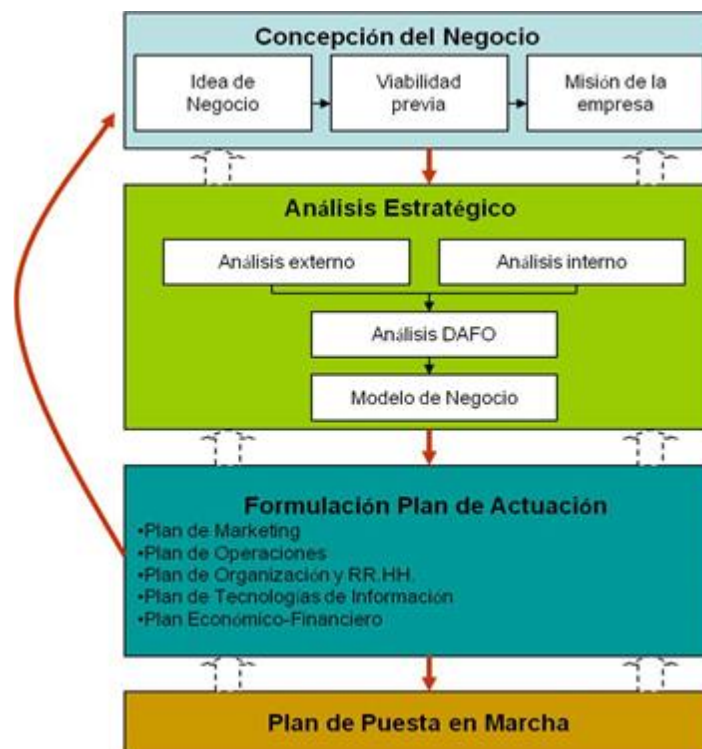 Concepción del Negocio
Idea de
Negocio
Viabilidad
previa
Misión de la
empresa
Análisis Estratégico
Análisis externo
Análisis interno
Análisis DAFO
Modelo de Negocio
Formulación Plan de Actuación
•Plan de Marketing
•Plan de Operaciones
•Plan de Organización y RR.HH.
•Plan de Tecnologías de Información
•Plan Económico-Financiero
Plan de Puesta en Marcha